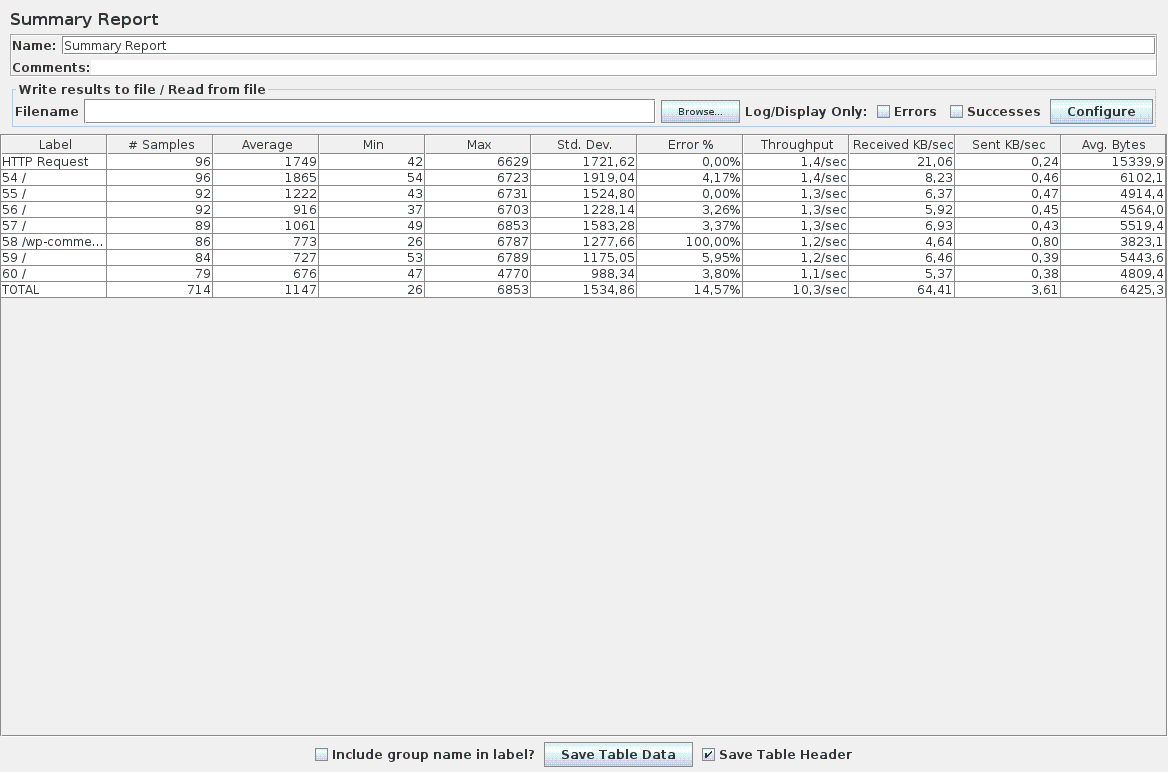 Summary Report
Name: Summary Report
Comments:
Write results to file / Read from file
Filename Browse... Log/Display Only: Errors Successes Configure
Label # Samples Average Min Max Std. Dev. Error % Throughput Received KB/sec Sent KB/sec Avg. Bytes
HTTP Request 96 1749 42 6629 1721,62 0,00% 1,4/sec 21,06 0,24 15339,9
54 / 96 1865 54 6723 1919,04 4,17% 1,4/sec 8,23 0,46 6102,1
55 / 92 1222 43 6731 1524,80 0,00% 1,3/sec 6,37 0,47 4914,4
56 / 92 916 37 6703 1228,14 3,26% 1,3/sec 5,92 0,45 4564,0
57 / 89 1061 49 6853 1583,28 3,37% 1,3/sec 6,93 0,43 5519,4
58 /wp-comme... 86 773 26 6787 1277,66 100,00% 1,2/sec 4,64 0,80 3823,1
59 / 84 727 53 6789 1175,05 5,95% 1,2/sec 6,46 0,39 5443,6
60 / 79 676 47 4770 988,34 3,80% 1,1/sec 5,37 0,38 4809,4
TOTAL 714 1147 26 6853 1534,86 14,57% 10,3/sec 64,41 3,61 6425,3
Include group name in label? Save Table Data Save Table Header